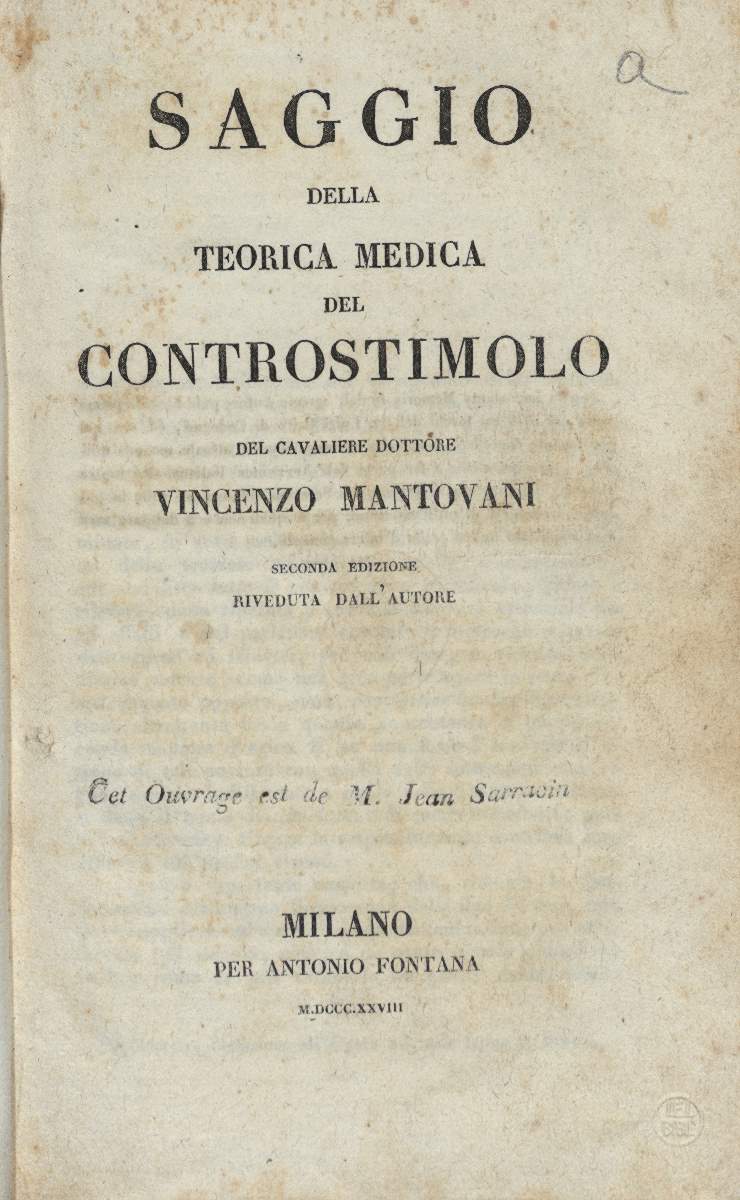 a
SAGGIO
DELLA
TEORICA MEDICA
DEL
CONTROSTIMOLO
DEL CAVALIERE DOTTORE
VINCENZO MANTOVANI
SECONDA EDIZIONE
RIVEDUTA DALL'AUTORE
Cet Ouvrage est de M. Jean Sarracin
MILANO
PER ANTONIO FONTANA
M.DCCC.XXVIII